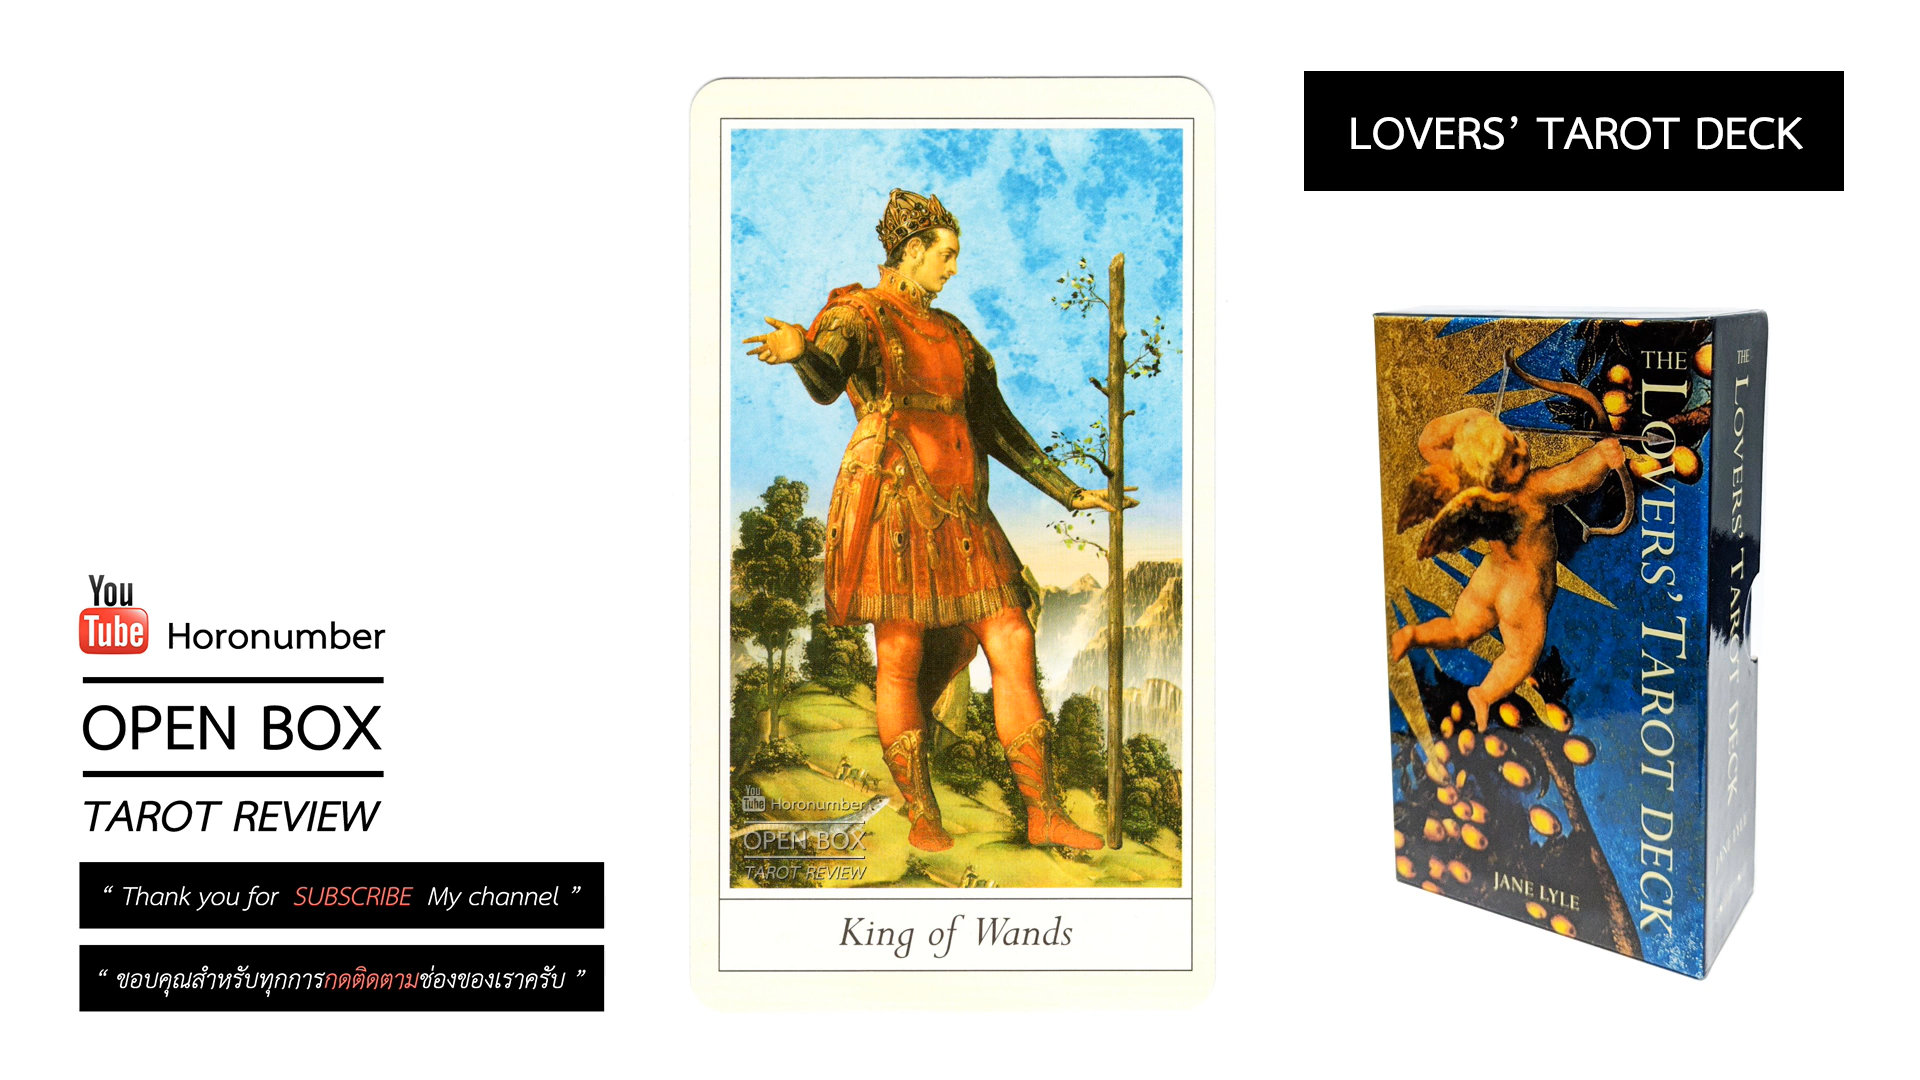 You
Tube Horonumber
OPEN BOX
TAROT REVIEW
“ Thank you for SUBSCRIBE My channel ”
“ ขอบคุณสำหรับทุกการกดติดตามช่องของเราครับ ”
You
Tube Horonumber
OPEN BOX
TAROT REVIEW
King of Wands
LOVERS’ TAROT DECK
THE
LOVERS’ TAROT DECK
JANE LYLE
THE
LOVERS’ TAROT DECK